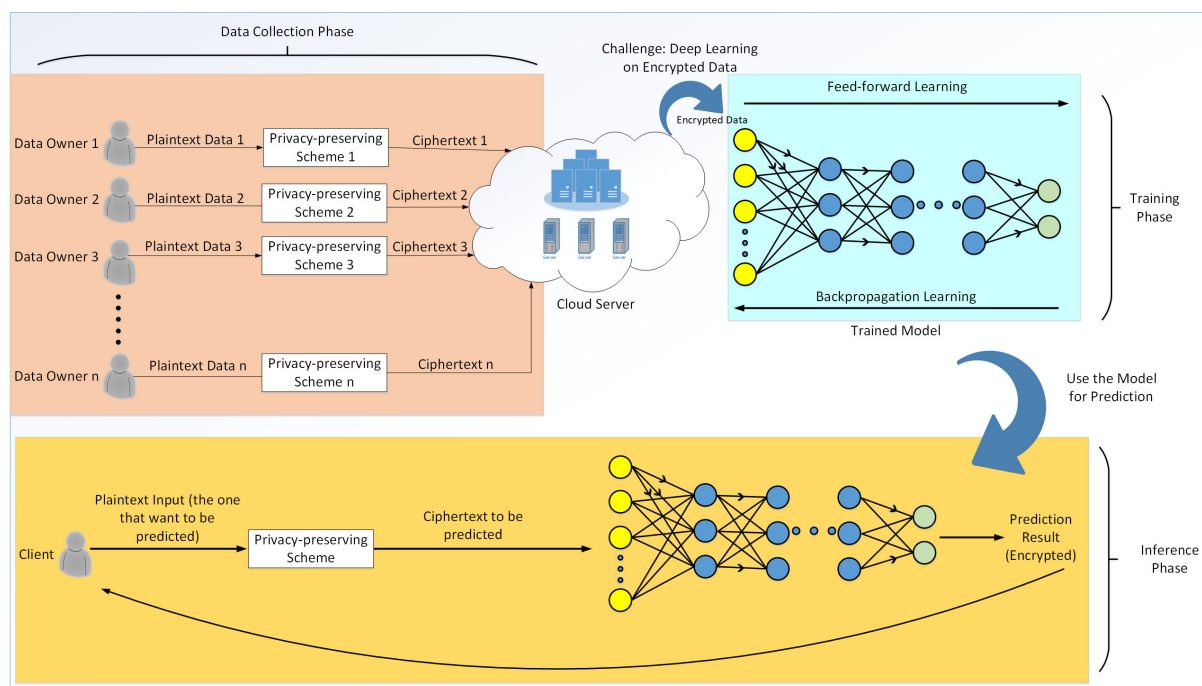 Data Collection Phase
Challenge: Deep Learning
on Encrypted Data
Data Owner 1
Plaintext Data 1
Privacy-preserving
Scheme 1
Ciphertext 1
Data Owner 2
Plaintext Data 2
Privacy-preserving
Scheme 2
Ciphertext 2
Data Owner 3
Plaintext Data 3
Privacy-preserving
Scheme 3
Ciphertext 3
Data Owner n
Plaintext Data n
Privacy-preserving
Scheme n
Ciphertext n
Server
Server
Server
Cloud Server
Encrypted Data
Feed-forward Learning
Backpropagation Learning
Trained Model
Training
Phase
Use the Model
for Prediction
Client
Plaintext Input (the one
that want to be
predicted)
Privacy-preserving
Scheme
Ciphertext to be
predicted
Prediction
Result
(Encrypted)
Inference
Phase